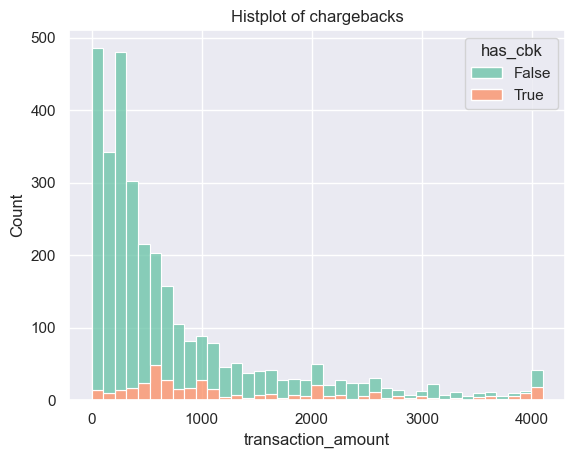 Histplot of chargebacks
has_cbk
False
True
Count
500
400
300
200
100
0
0 1000 2000 3000 4000
transaction_amount